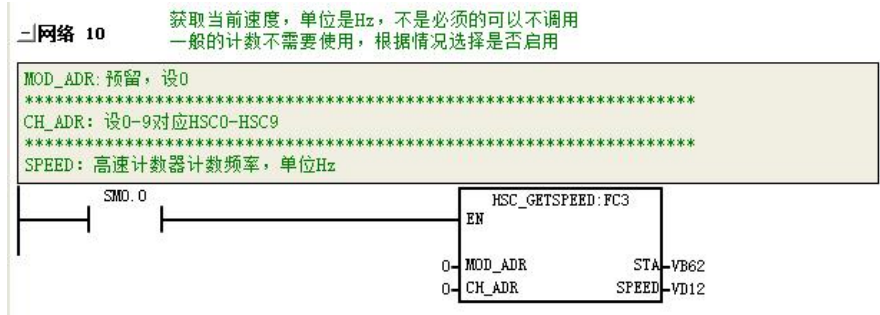 获取当前速度，单位是Hz，不是必须的可以不调用
网络 10
一般的计数不需要使用，根据情况选择是否启用
MOD_ADR:预留，设0
*******************************************************************
CH_ADR: 设0-9对应HSC0-HSC9
*******************************************************************
SPEED: 高速计数器计数频率，单位Hz
SM0.0
HSC_GETSPEED:FC3
EN
0 MOD_ADR STA VB62
0 CH_ADR SPEED VD12